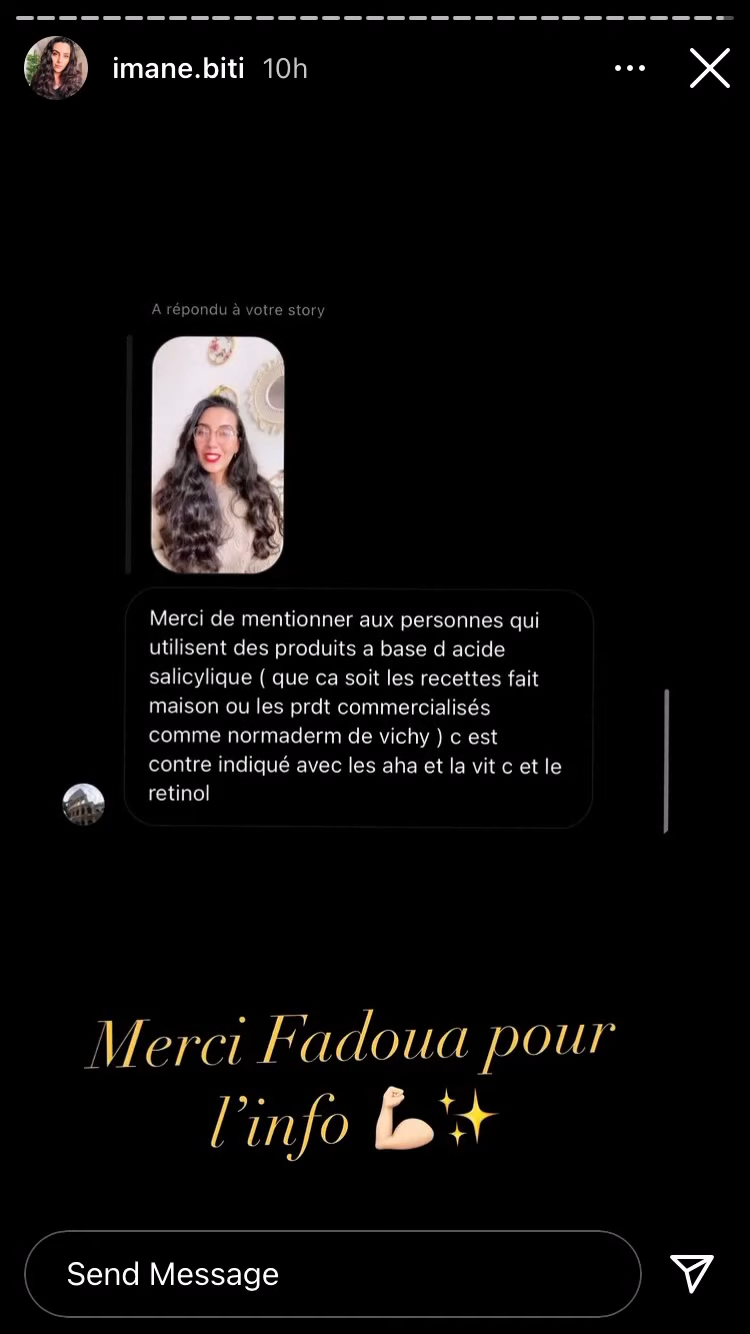 imane.biti 10h
A répondu à votre story
Merci de mentionner aux personnes qui
utilisent des produits a base d acide
salicylique ( que ca soit les recettes fait
maison ou les prdt commercialisés
comme normaderm de vichy ) c est
contre indiqué avec les aha et la vit c et le
retinol
Merci Fadoua pour
l’info 💪🏻✨
Send Message